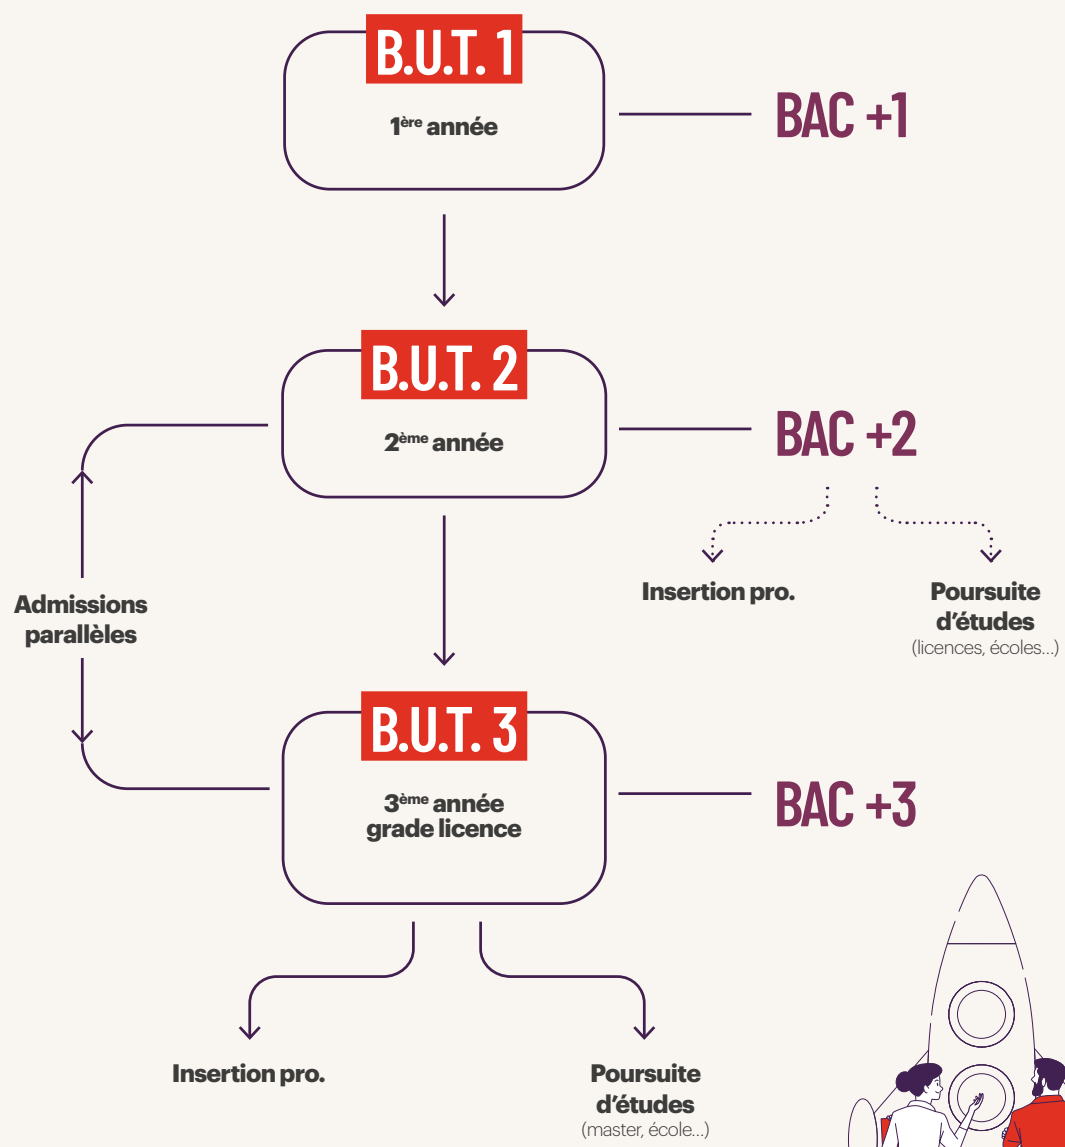 B.U.T. 1
1ère année
BAC +1
B.U.T. 2
2ème année
BAC +2
Insertion pro.
Poursuite
d'études
(licences, écoles...)
Admissions
parallèles
B.U.T. 3
3ème année
grade licence
BAC +3
Insertion pro.
Poursuite
d'études
(master, école...)